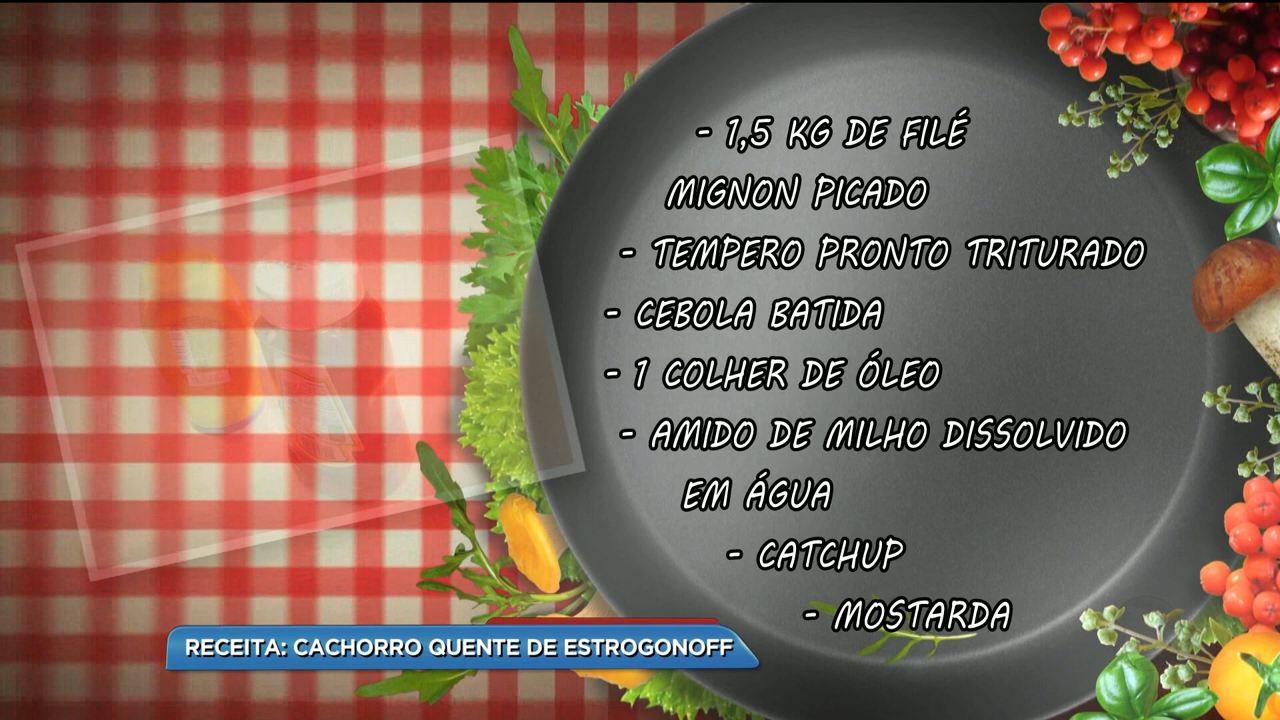 - 1,5 KG DE FILÉ
MIGNON PICADO
- TEMPERO PRONTO TRITURADO
- CEBOLA BATIDA
- 1 COLHER DE ÓLEO
- AMIDO DE MILHO DISSOLVIDO
EM ÁGUA
- CATCHUP
- MOSTARDA
RECEITA: CACHORRO QUENTE DE ESTROGONOFF